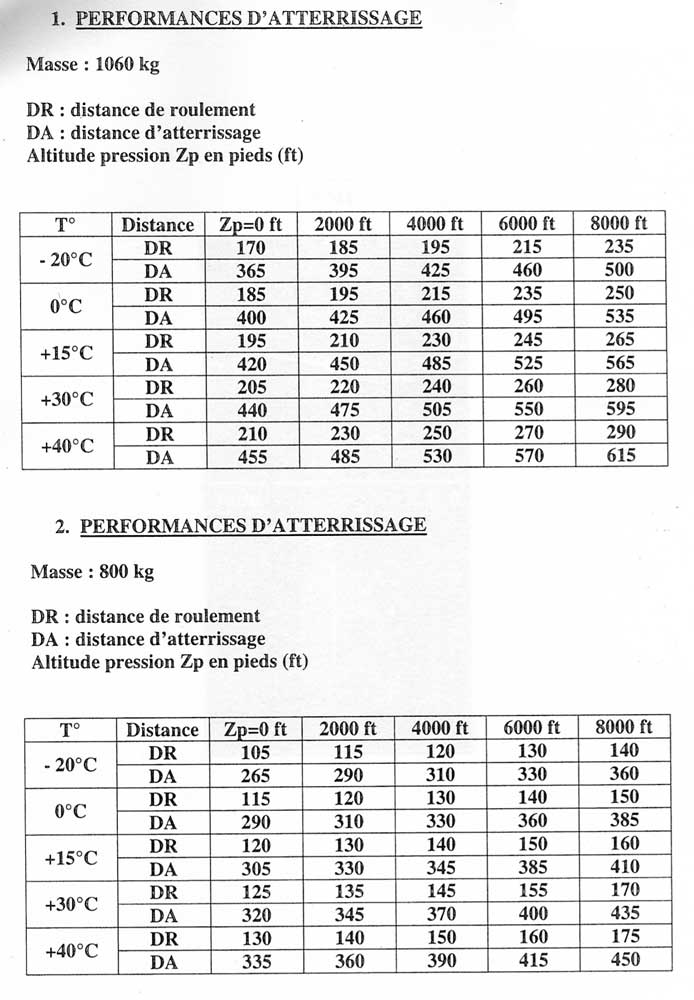 1. PERFORMANCES D'ATTERRISSAGE
Masse : 1060 kg
DR : distance de roulement
DA : distance d'atterrissage
Altitude pression Zp en pieds (ft)
T° Distance Zp=0 ft 2000 ft 4000 ft 6000 ft 8000 ft
- 20°C DR 170 185 195 215 235
DA 365 395 425 460 500
0°C DR 185 195 215 235 250
DA 400 425 460 495 535
+15°C DR 195 210 230 245 265
DA 420 450 485 525 565
+30°C DR 205 220 240 260 280
DA 440 475 505 550 595
+40°C DR 210 230 250 270 290
DA 455 485 530 570 615
2. PERFORMANCES D'ATTERRISSAGE
Masse : 800 kg
DR : distance de roulement
DA : distance d'atterrissage
Altitude pression Zp en pieds (ft)
T° Distance Zp=0 ft 2000 ft 4000 ft 6000 ft 8000 ft
- 20°C DR 105 115 120 130 140
DA 265 290 310 330 360
0°C DR 115 120 130 140 150
DA 290 310 330 360 385
+15°C DR 120 130 140 150 160
DA 305 330 345 385 410
+30°C DR 125 135 145 155 170
DA 320 345 370 400 435
+40°C DR 130 140 150 160 175
DA 335 360 390 415 450